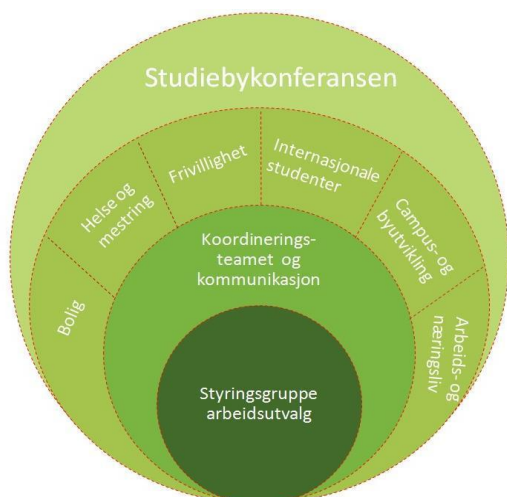 Studiebykonferansen
Bolig
Helse og
mestring
Frivillighet
Internasjonale
studenter
Campus- og
byutvikling
Arbeids- og
næringsliv
Koordinerings-
teamet og
kommunikasjon
Styringsgruppe
arbeidsutvalg